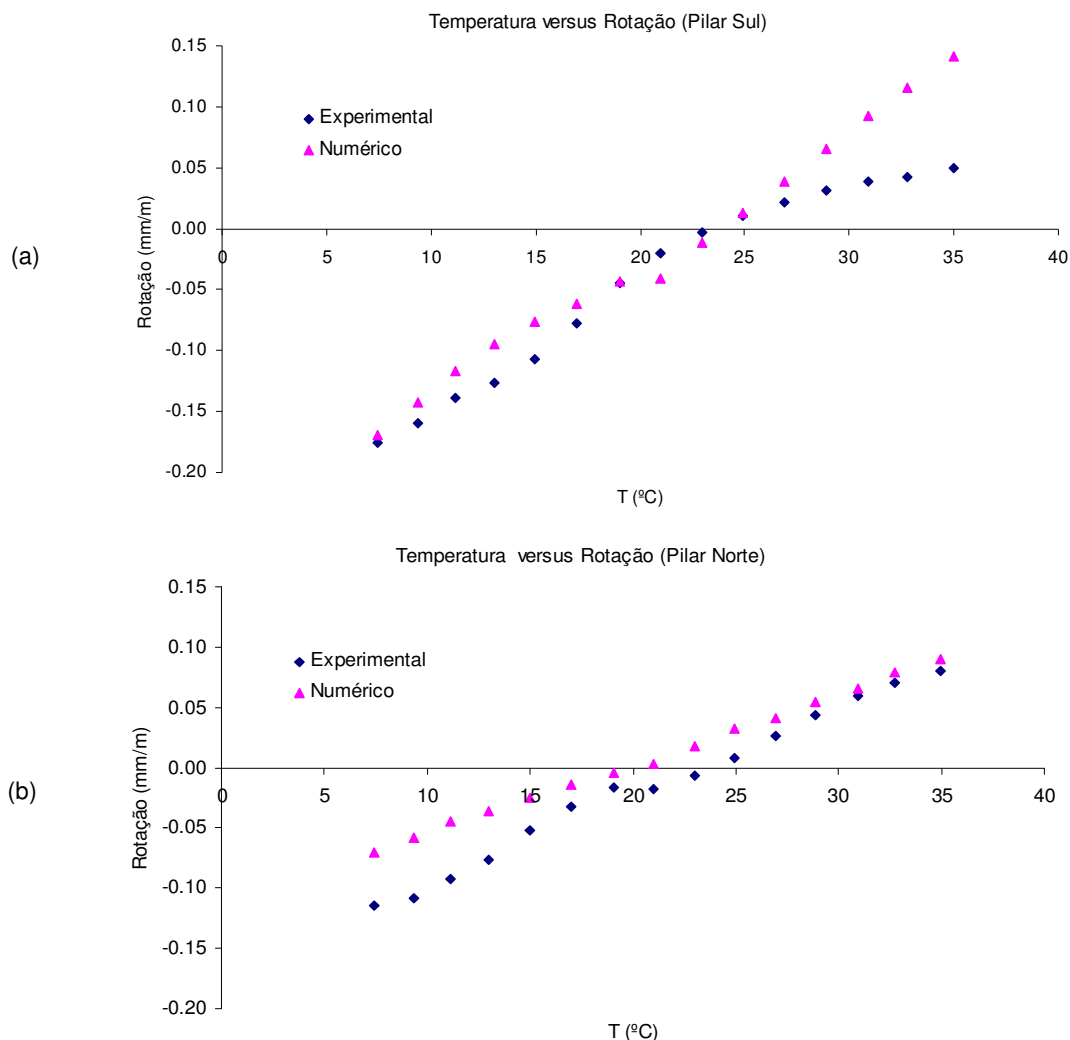 Temperatura versus Rotação (Pilar Sul)
0.15
0.10
0.05
0.00
-0.05
-0.10
-0.15
-0.20
0 5 10 15 20 25 30 35 40
Rotação (mm/m)
T (ºC)
Experimental
Numérico
(a)
Temperatura versus Rotação (Pilar Norte)
0.15
0.10
0.05
0.00
-0.05
-0.10
-0.15
-0.20
0 5 10 15 20 25 30 35 40
Rotação (mm/m)
T (ºC)
Experimental
Numérico
(b)